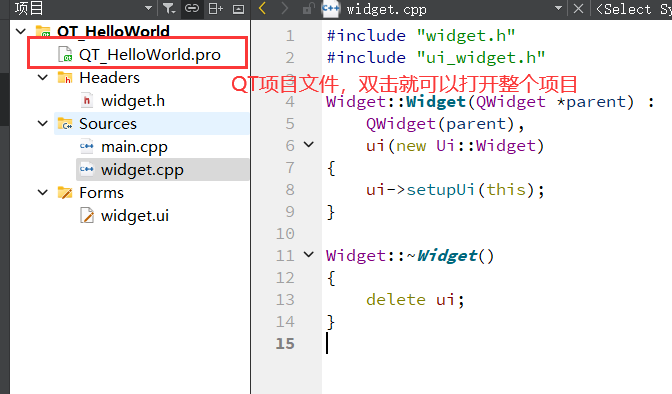 项目
widget.cpp
<Select Sy
QT_HelloWorld
QT_HelloWorld.pro
Headers
widget.h
Sources
main.cpp
widget.cpp
Forms
widget.ui
QT项目文件，双击就可以打开整个项目
1 #include "widget.h"
2 #include "ui_widget.h"
3
4 Widget::Widget(QWidget *parent) :
5 QWidget(parent),
6 ui(new Ui::Widget)
7 {
8 ui->setupUi(this);
9 }
10
11 Widget::~Widget()
12 {
13 delete ui;
14 }
15